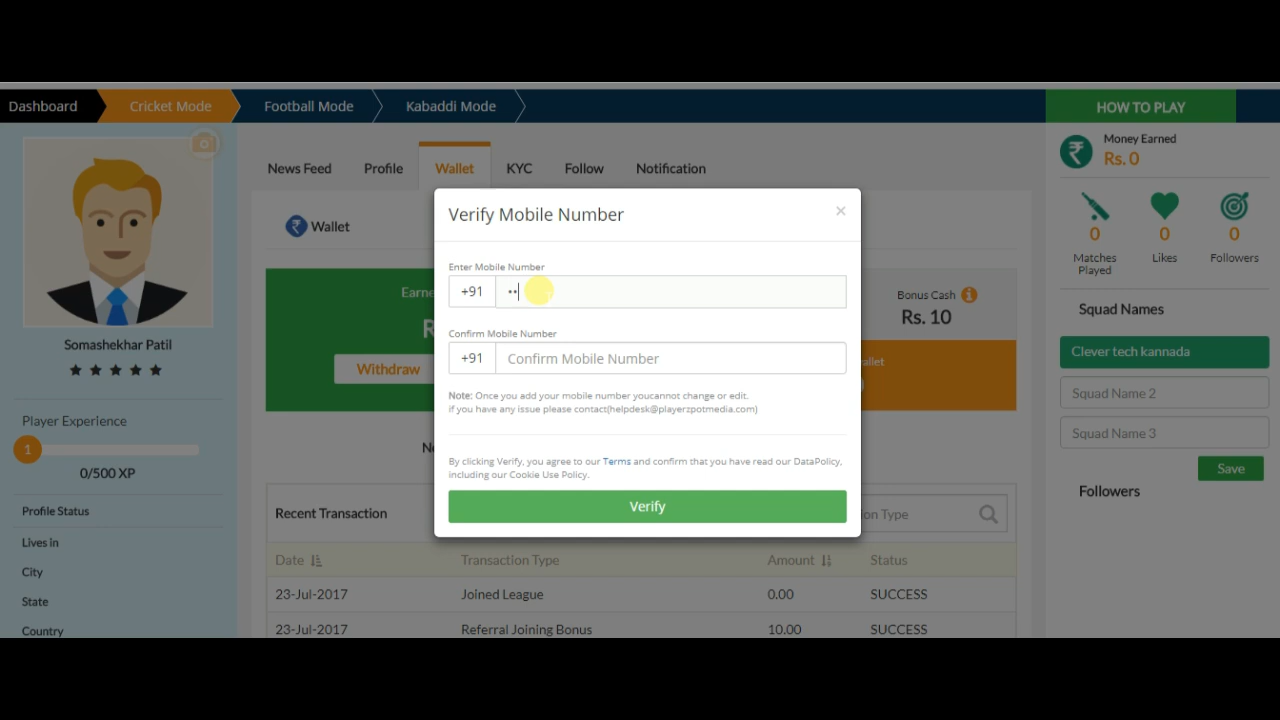 Dashboard
Cricket Mode
Football Mode
Kabaddi Mode
HOW TO PLAY
Somashekhar Patil
Player Experience
1
0/500 XP
Profile Status
Lives in
City
State
Country
News Feed
Profile
Wallet
KYC
Follow
Notification
₹ Wallet
Withdraw
Bonus Cash i
Rs. 10
Verify Mobile Number
×
Enter Mobile Number
+91 ••
Confirm Mobile Number
+91 Confirm Mobile Number
Note: Once you add your mobile number youcannot change or edit.
if you have any issue please contact(helpdesk@playerzpotmedia.com)
By clicking Verify, you agree to our Terms and confirm that you have read our DataPolicy,
including our Cookie Use Policy.
Verify
Recent Transaction
Type
Date
Transaction Type
Amount
Status
23-Jul-2017
Joined League
0.00
SUCCESS
23-Jul-2017
Referral Joining Bonus
10.00
SUCCESS
₹
Money Earned
Rs. 0
0
0
0
Matches
Played
Likes
Followers
Squad Names
Clever tech kannada
Squad Name 2
Squad Name 3
Save
Followers